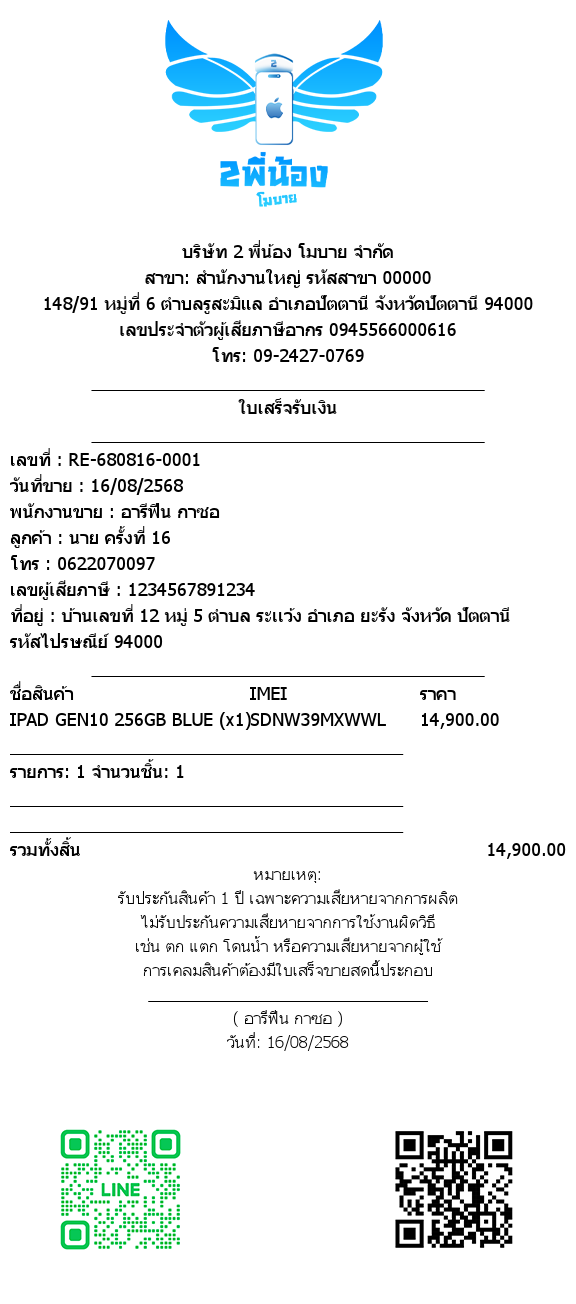 2
2พี่น้อง
โมบาย
บริษัท 2 พี่น้อง โมบาย จำกัด
สาขา: สำนักงานใหญ่ รหัสสาขา 00000
148/91 หมู่ที่ 6 ตำบลรูสะมิแล อำเภอปัตตานี จังหวัดปัตตานี 94000
เลขประจำตัวผู้เสียภาษีอากร 0945566000616
โทร: 09-2427-0769
ใบเสร็จรับเงิน
เลขที่ : RE-680816-0001
วันที่ขาย : 16/08/2568
พนักงานขาย : อารีฟีน กาซอ
ลูกค้า : นาย ครั้งที่ 16
โทร : 0622070097
เลขผู้เสียภาษี : 1234567891234
ที่อยู่ : บ้านเลขที่ 12 หมู่ 5 ตำบล ระแว้ง อำเภอ ยะรัง จังหวัด ปัตตานี
รหัสไปรษณีย์ 94000
ชื่อสินค้า IMEI ราคา
IPAD GEN10 256GB BLUE (x1)SDNW39MXWWL 14,900.00
รายการ: 1 จำนวนชิ้น: 1
รวมทั้งสิ้น 14,900.00
หมายเหตุ:
รับประกันสินค้า 1 ปี เฉพาะความเสียหายจากการผลิต
ไม่รับประกันความเสียหายจากการใช้งานผิดวิธี
เช่น ตก แตก โดนน้ำ หรือความเสียหายจากผู้ใช้
การเคลมสินค้าต้องมีใบเสร็จขายสดนี้ประกอบ
( อารีฟีน กาซอ )
วันที่: 16/08/2568
LINE